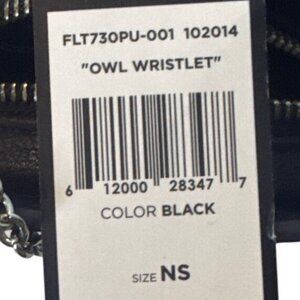 FLT730PU-001 102014
"OWL WRISTLET"
6 12000 28347 7
COLOR BLACK
SIZE NS